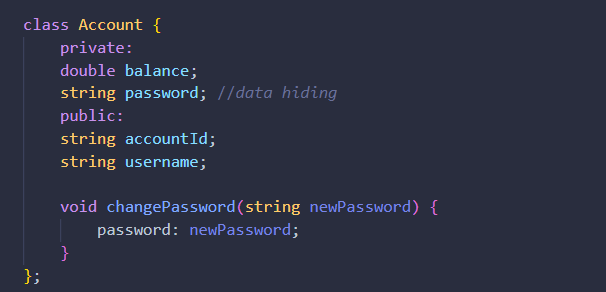 class Account {
private:
double balance;
string password; //data hiding
public:
string accountId;
string username;
void changePassword(string newPassword) {
password: newPassword;
}
};